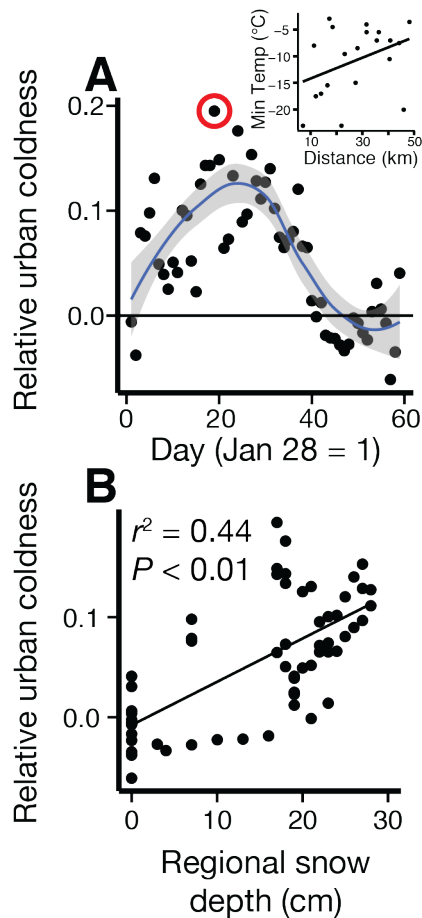 A
Relative urban coldness
0.2
0.1
0.0
0 20 40 60
Day (Jan 28 = 1)
Min Temp (°C)
−5
−10
−15
−20
10 20 30 40 50
Distance (km)
B
Relative urban coldness
r² = 0.44
P < 0.01
0.1
0.0
0 10 20 30
Regional snow
depth (cm)